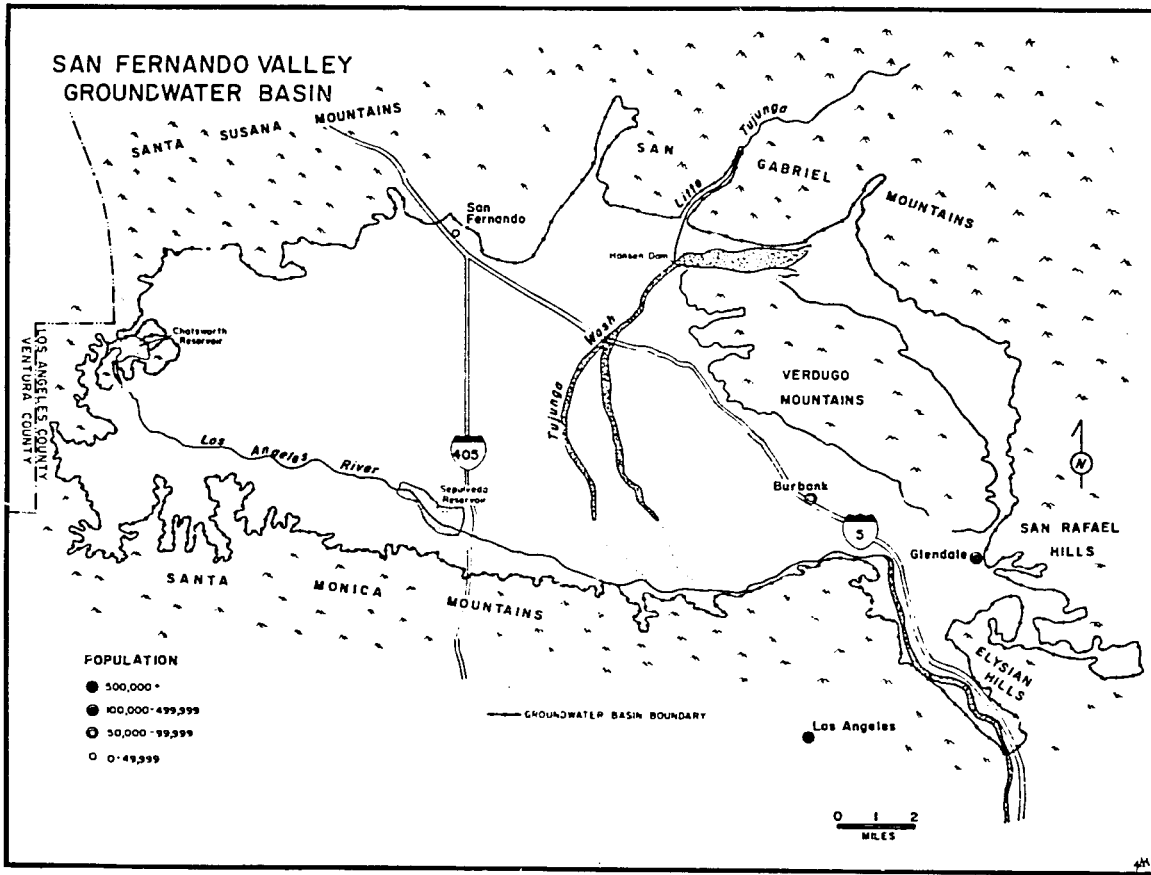 SAN FERNANDO VALLEY
GROUNDWATER BASIN
SANTA SUSANA MOUNTAINS
SAN
GABRIEL
MOUNTAINS
Litte Tujunga
San
Fernando
Hansen Dam
Chatsworth
Reservoir
LOS ANGELES COUNTY
VENTURA COUNTY
Wash
Tujunga
VERDUGO
MOUNTAINS
Los Angeles River
405
Sepulveda
Reservoir
Burbank
5
N
SAN RAFAEL
HILLS
Glendale
SANTA MONICA MOUNTAINS
ELYSIAN
HILLS
POPULATION
500,000+
100,000-499,999
50,000-99,999
0-49,999
GROUNDWATER BASIN BOUNDARY
Los Angeles
0 1 2
MILES